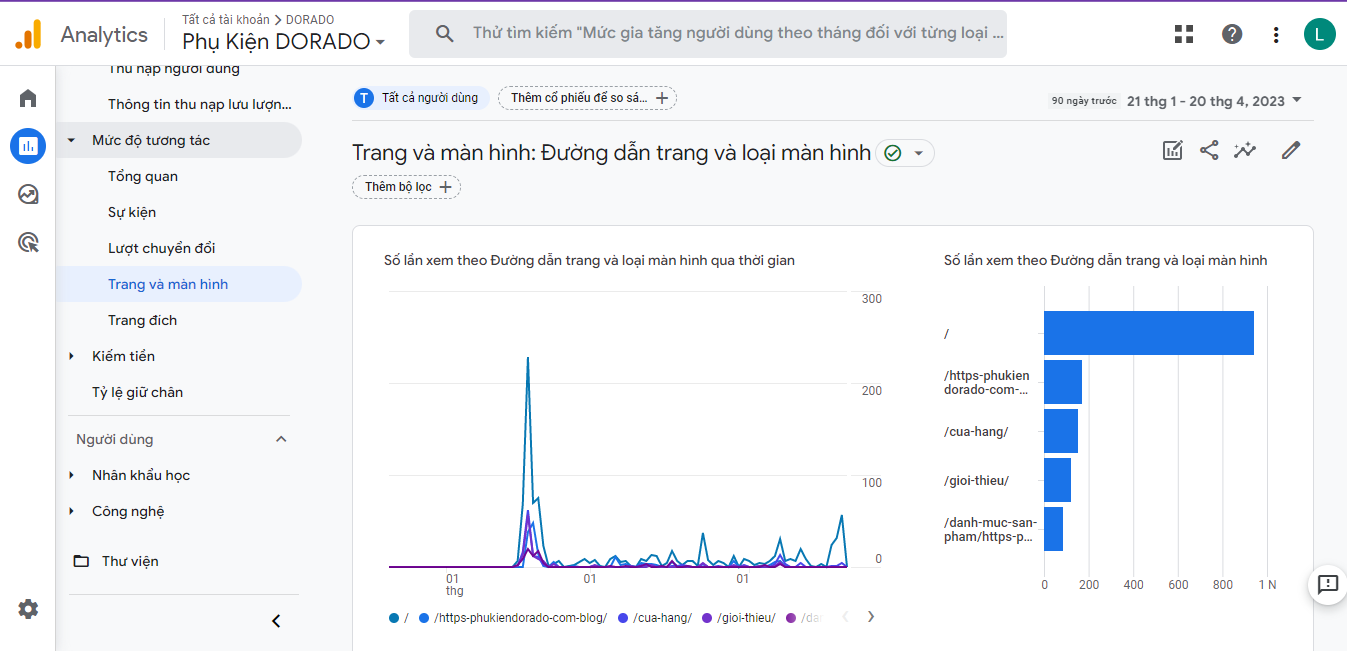 Analytics
Tất cả tài khoản > DORADO
Phụ Kiện DORADO
Thử tìm kiếm "Mức gia tăng người dùng theo tháng đối với từng loại ...
L
Thu nạp người dùng
Thông tin thu nạp lưu lượn...
Mức độ tương tác
Tổng quan
Sự kiện
Lượt chuyển đổi
Trang và màn hình
Trang đích
Kiếm tiền
Tỷ lệ giữ chân
Người dùng
Nhân khẩu học
Công nghệ
Thư viện
T Tất cả người dùng
Thêm cổ phiếu để so sá... +
90 ngày trước 21 thg 1 - 20 thg 4, 2023
Trang và màn hình: Đường dẫn trang và loại màn hình
Thêm bộ lọc +
Số lần xem theo Đường dẫn trang và loại màn hình qua thời gian
300
200
100
0
01
thg
01
01
/
/https-phukiendorado-com-blog/
/cua-hang/
/gioi-thieu/
/da
Số lần xem theo Đường dẫn trang và loại màn hình
/
/https-phukien
dorado-com-...
/cua-hang/
/gioi-thieu/
/danh-muc-san-
pham/https-p...
0 200 400 600 800 1 N